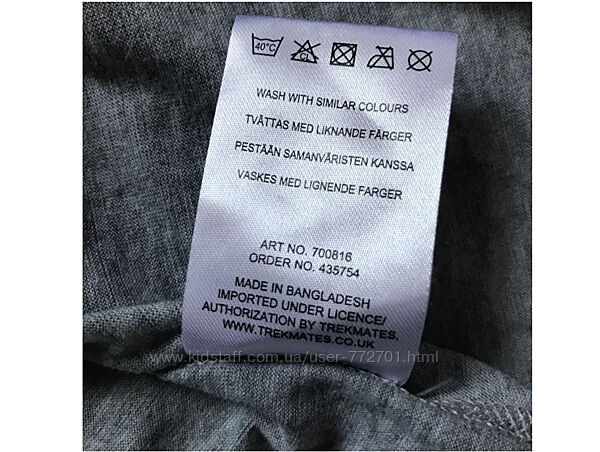 40°C CL
WASH WITH SIMILAR COLOURS
TVÄTTAS MED LIKNANDE FÄRGER
PESTÄÄN SAMANVÄRISTEN KANSSA
VASKES MED LIGNENDE FARGER
ART NO. 700816
ORDER NO. 435754
MADE IN BANGLADESH
IMPORTED UNDER LICENCE/
AUTHORIZATION BY TREKMATES,
WWW.TREKMATES.CO.UK
www.kidstaff.com.ua/user-772701.html